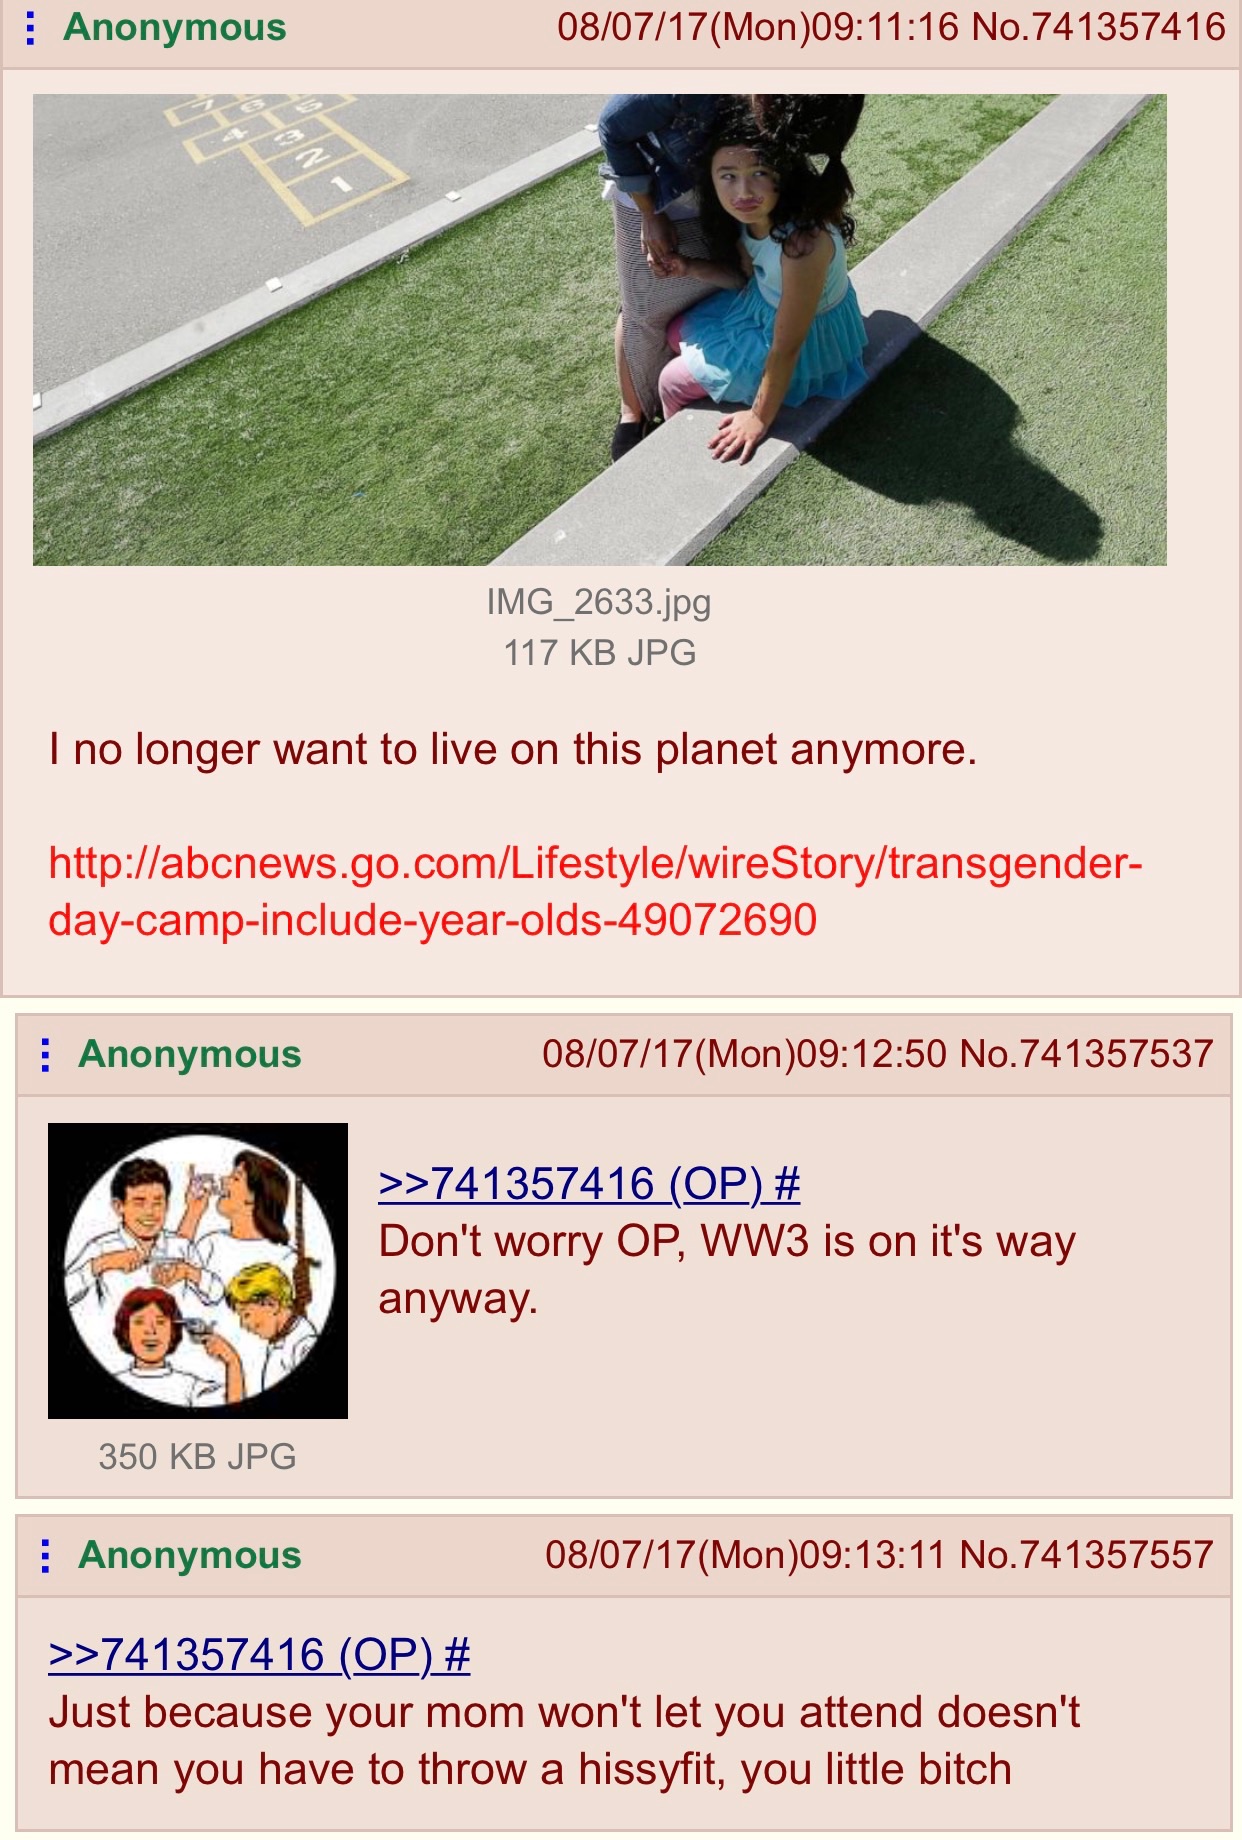 Anonymous 08/07/17(Mon)09:11:16 No.741357416
7 6 5
4 3
2
1
IMG_2633.jpg
117 KB JPG
I no longer want to live on this planet anymore.
http://abcnews.go.com/Lifestyle/wireStory/transgender-
day-camp-include-year-olds-49072690
Anonymous 08/07/17(Mon)09:12:50 No.741357537
>>741357416 (OP) #
Don't worry OP, WW3 is on it's way
anyway.
350 KB JPG
Anonymous 08/07/17(Mon)09:13:11 No.741357557
>>741357416 (OP) #
Just because your mom won't let you attend doesn't
mean you have to throw a hissyfit, you little bitch